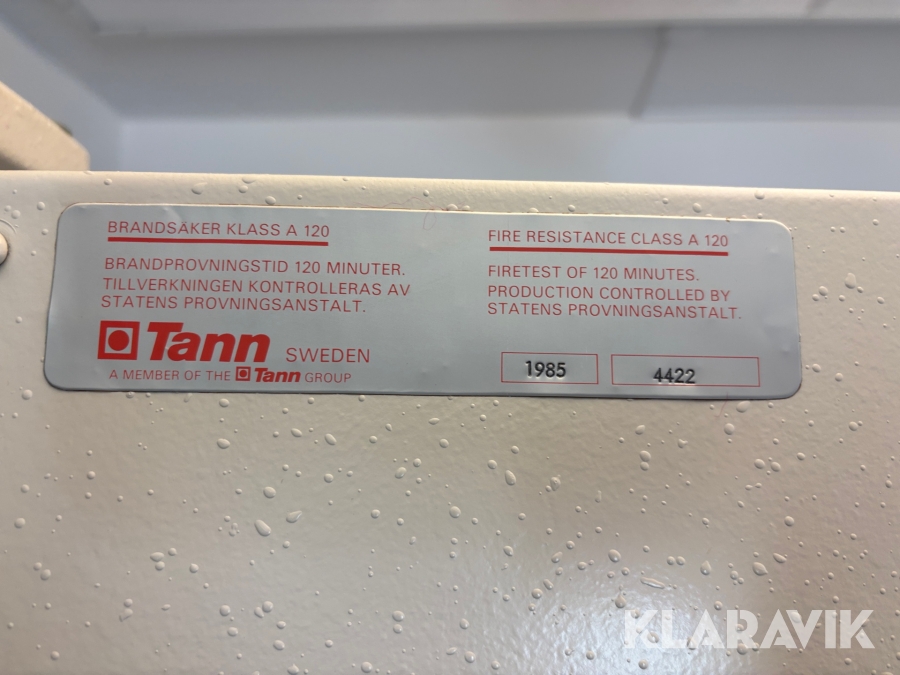 BRANDSÄKER KLASS A 120
BRANDPROVNINGSTID 120 MINUTER.
TILLVERKNINGEN KONTROLLERAS AV
STATENS PROVNINGSANSTALT.
Tann SWEDEN
A MEMBER OF THE Tann GROUP
FIRE RESISTANCE CLASS A 120
FIRETEST OF 120 MINUTES.
PRODUCTION CONTROLLED BY
STATENS PROVNINGSANSTALT.
1985 4422
KLARAVIK